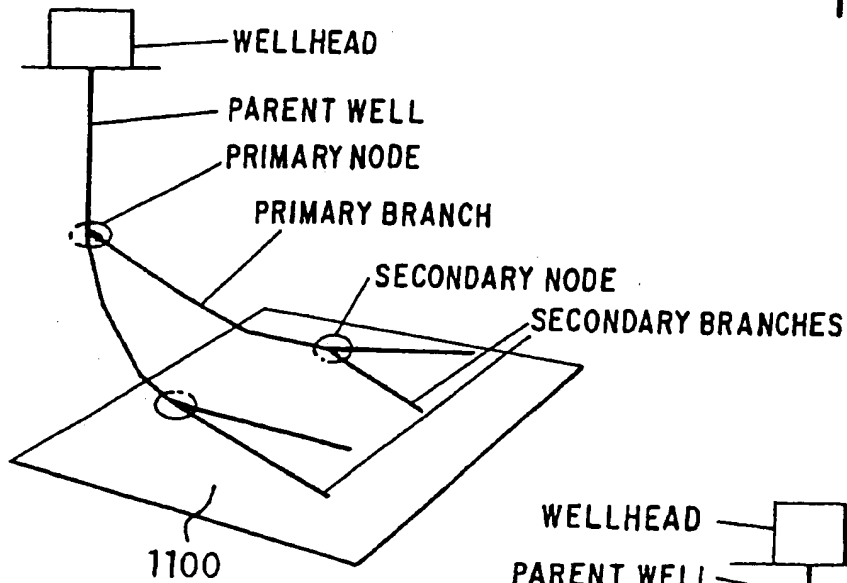 WELLHEAD
PARENT WELL
PRIMARY NODE
PRIMARY BRANCH
SECONDARY NODE
SECONDARY BRANCHES
1100
WELLHEAD
PARENT WELL